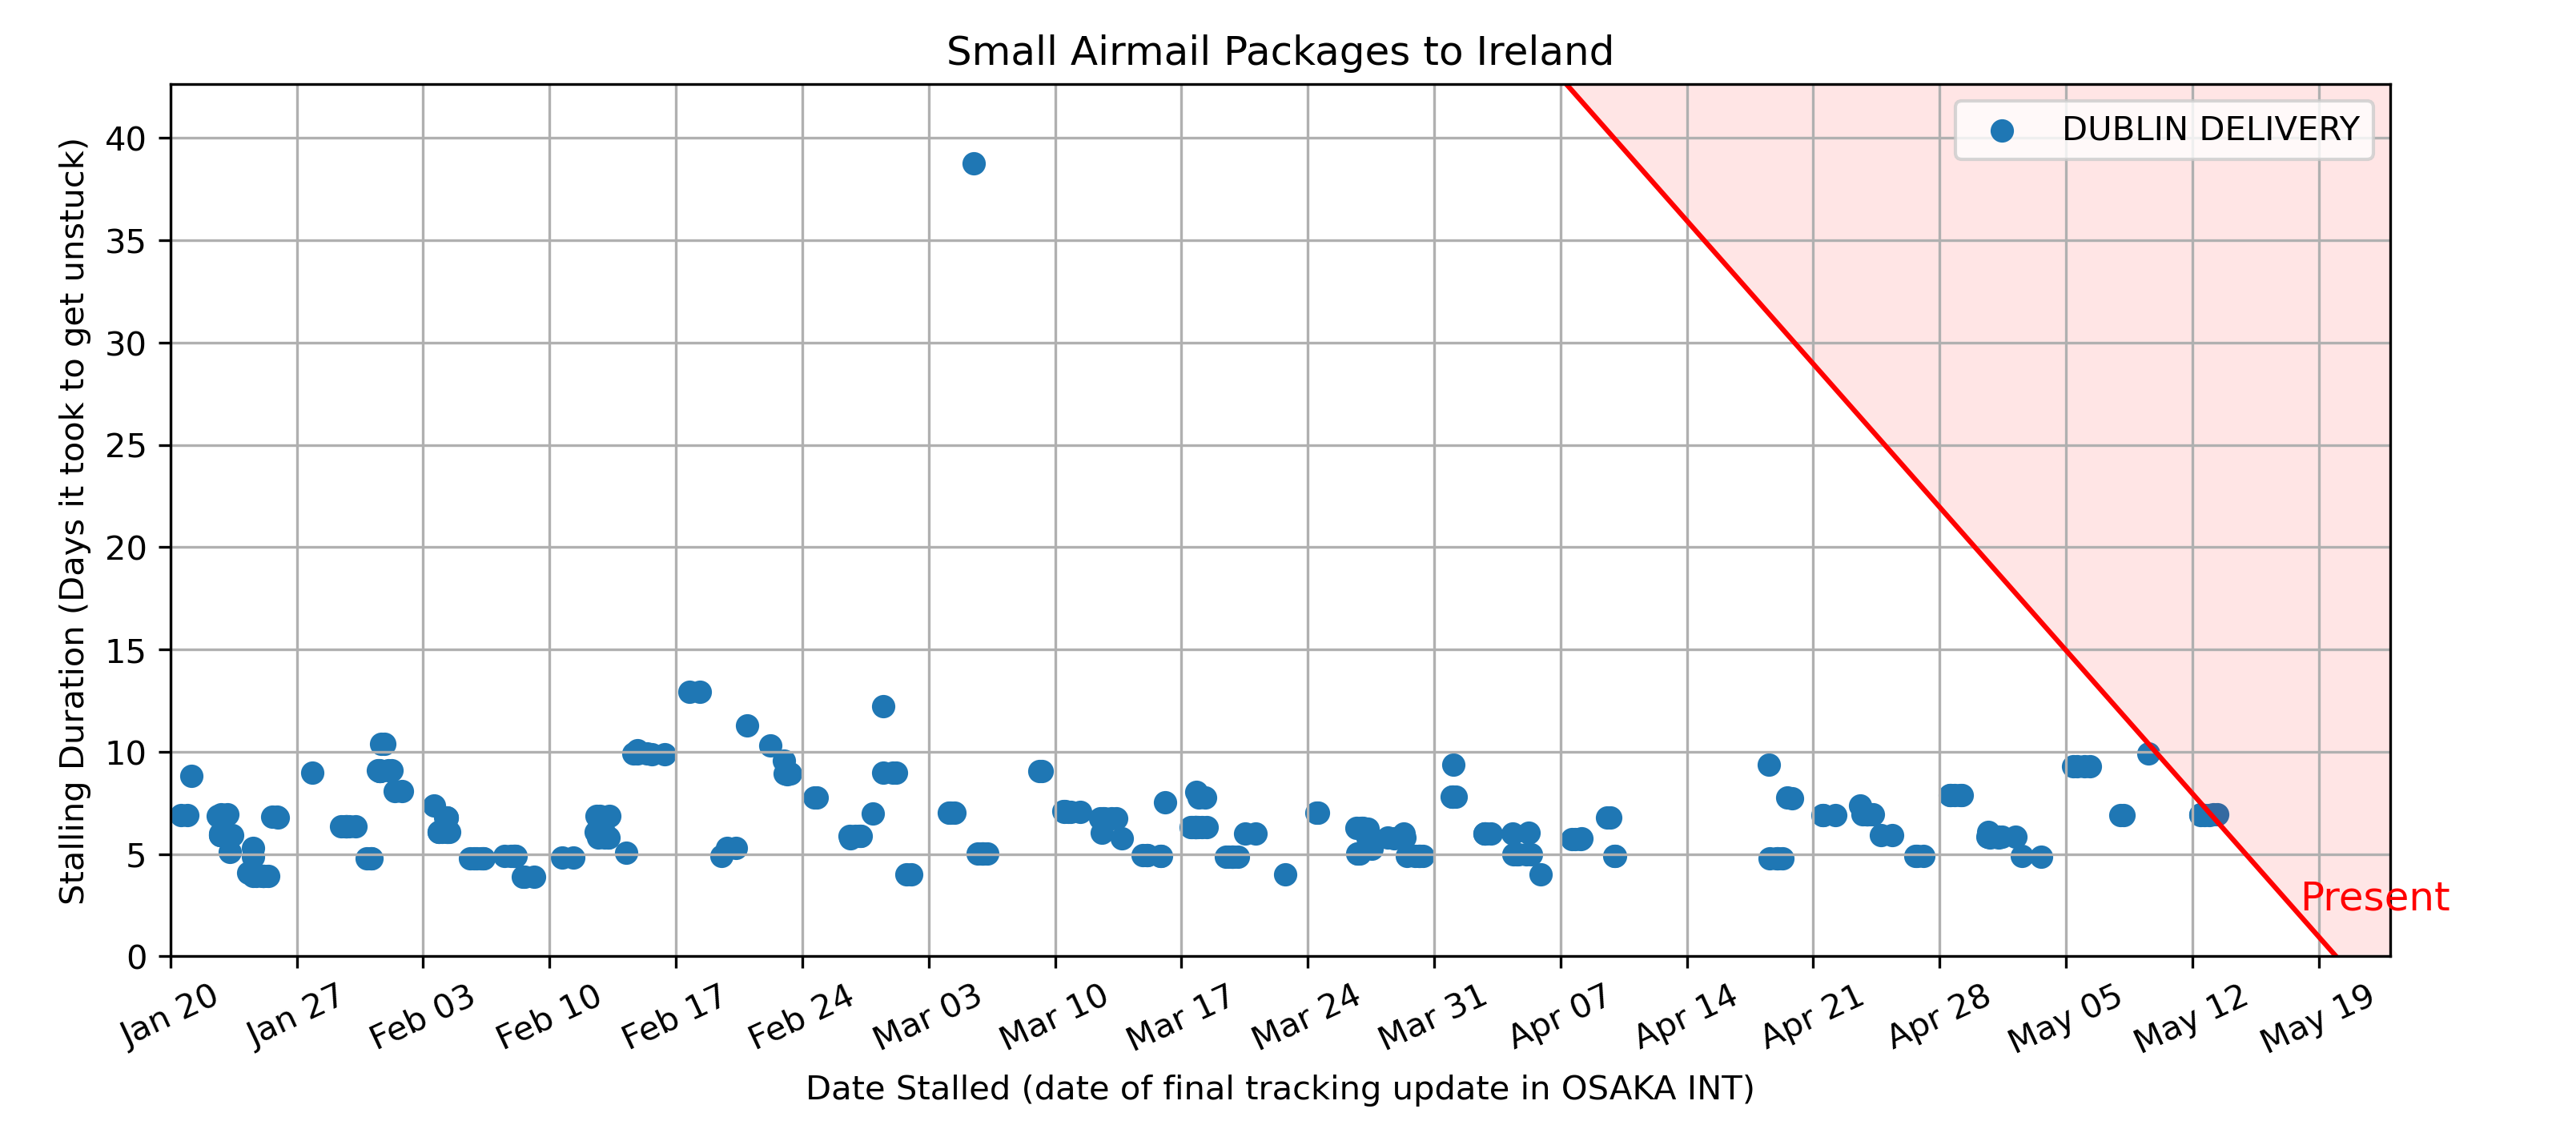 Small Airmail Packages to Ireland
DUBLIN DELIVERY
Stalling Duration (Days it took to get unstuck)
40
35
30
25
20
15
10
5
0
Present
Jan 20
Jan 27
Feb 03
Feb 10
Feb 17
Feb 24
Mar 03
Mar 10
Mar 17
Mar 24
Mar 31
Apr 07
Apr 14
Apr 21
Apr 28
May 05
May 12
May 19
Date Stalled (date of final tracking update in OSAKA INT)